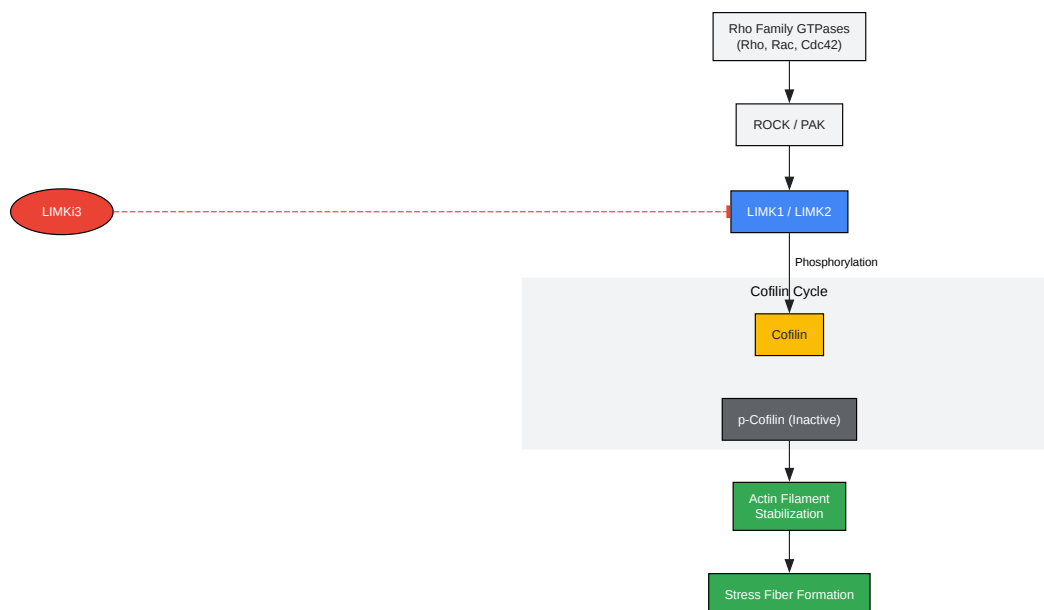 Rho Family GTPases
(Rho, Rac, Cdc42)
ROCK / PAK
LIMKi3
LIMK1 / LIMK2
Phosphorylation
Cofilin Cycle
Cofilin
p-Cofilin (Inactive)
Actin Filament
Stabilization
Stress Fiber Formation